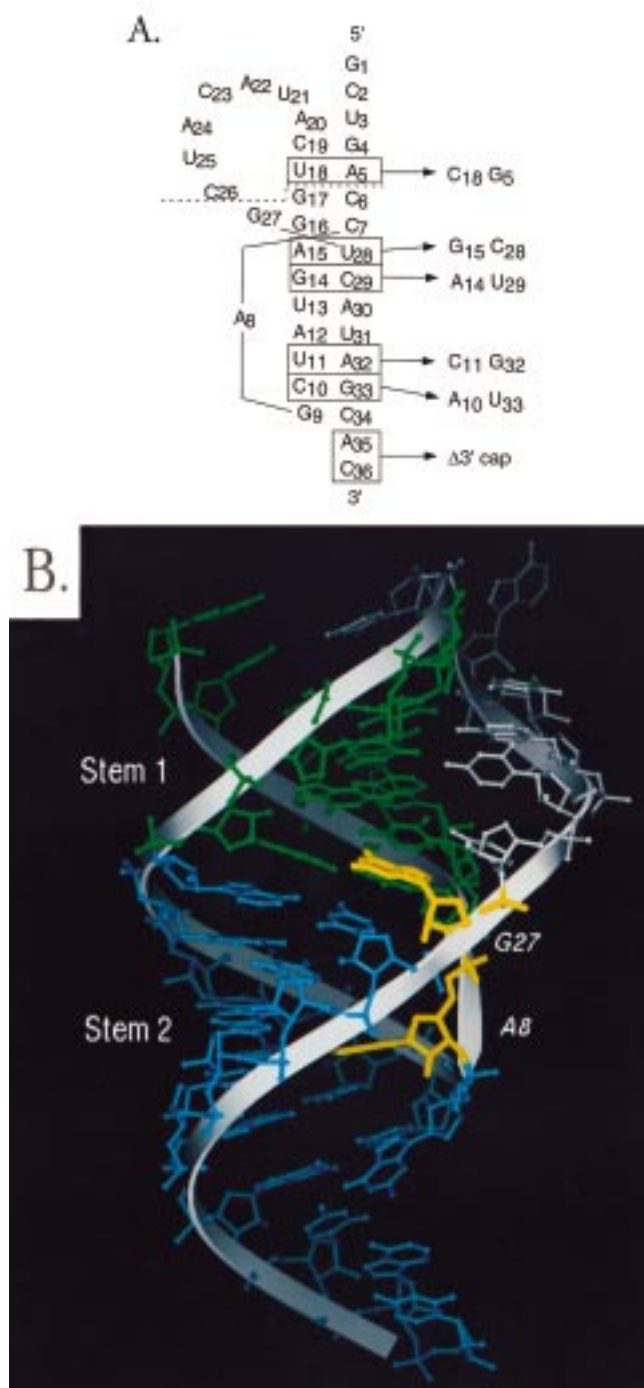 A.
5'
G1
C23 A22 U21 C2
A20 U3
A24 C19 G4
U25 U18 A5 C18 G5
C26 G17 C6
G27 G16 C7
A15 U28 G15 C28
G14 C29 A14 U29
A8 U13 A30
A12 U31
U11 A32 C11 G32
C10 G33 A10 U33
G9 C34
A35
C36 Δ3' cap
3'
B.
Stem 1
G27
Stem 2
A8